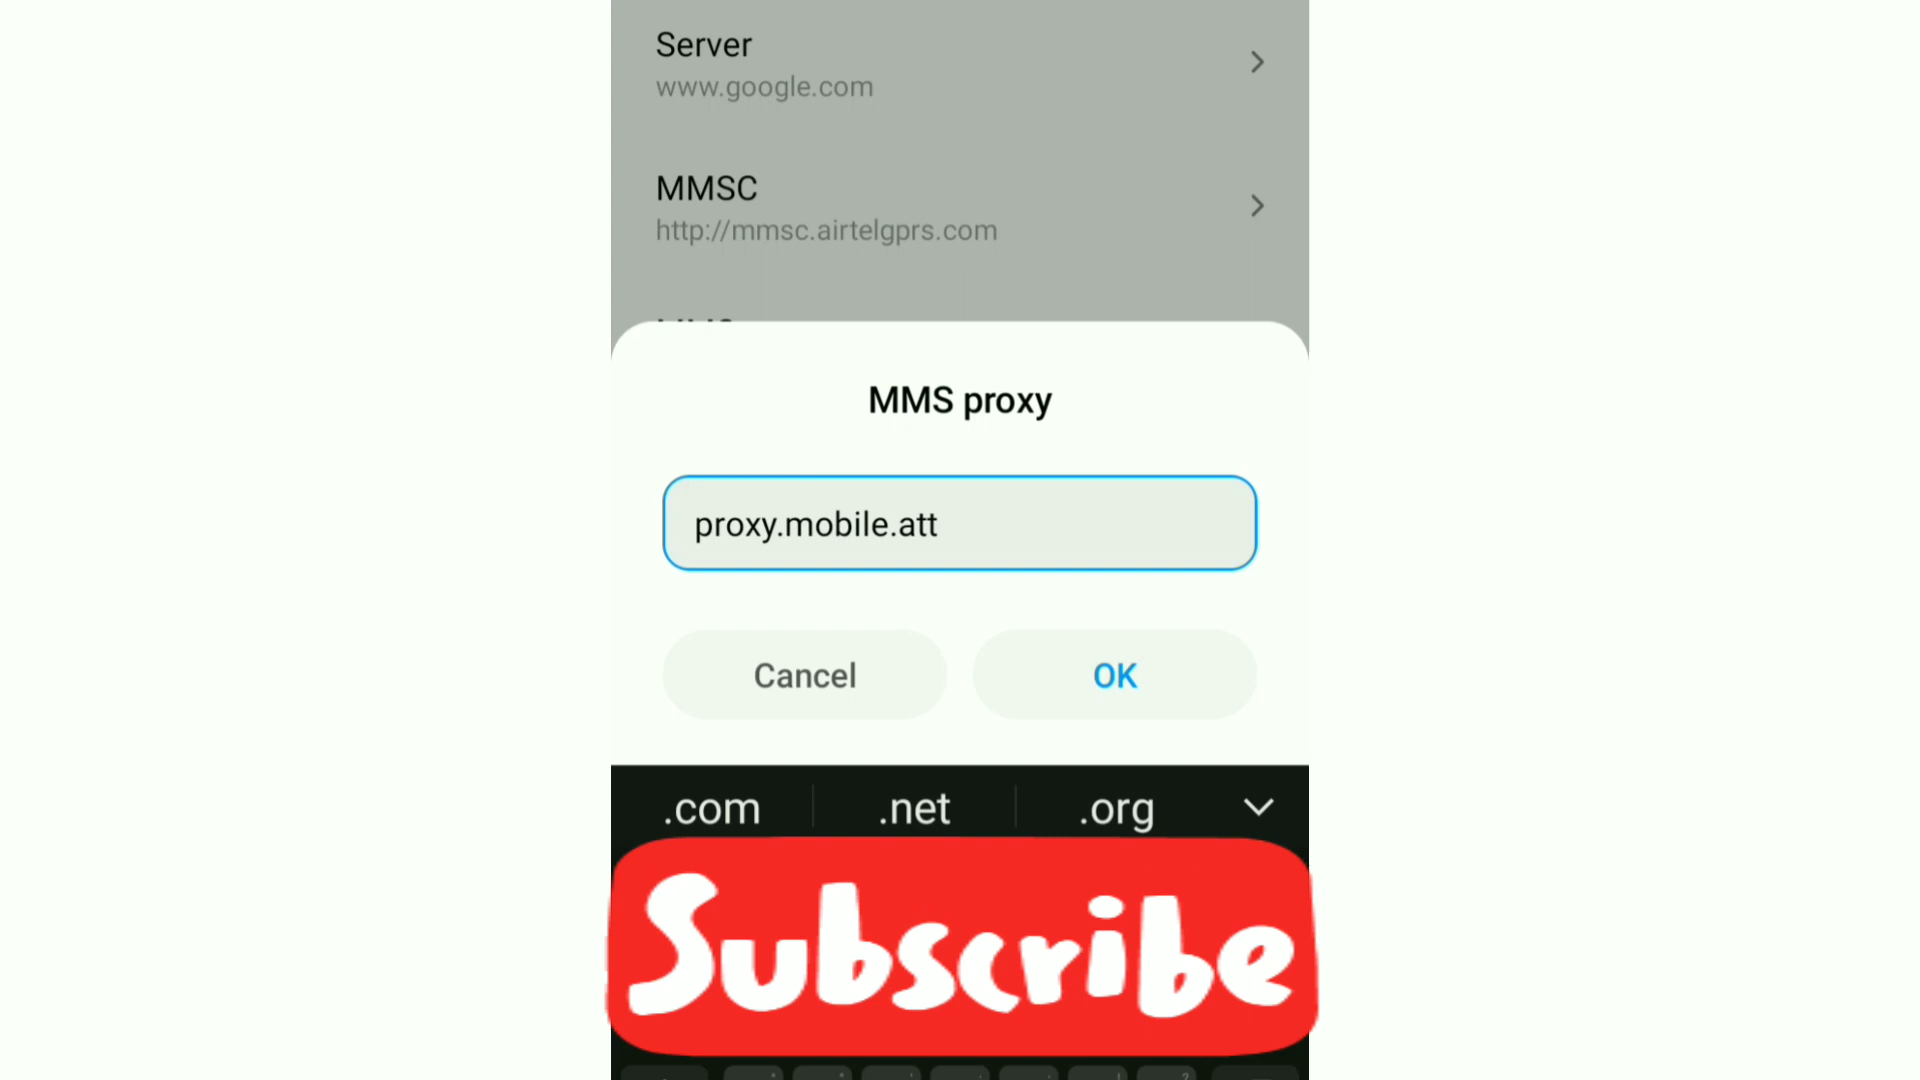 Server
www.google.com
MMSC
http://mmsc.airtelgprs.com
MMS proxy
proxy.mobile.att
Cancel
OK
.com
.net
.org
Subscribe